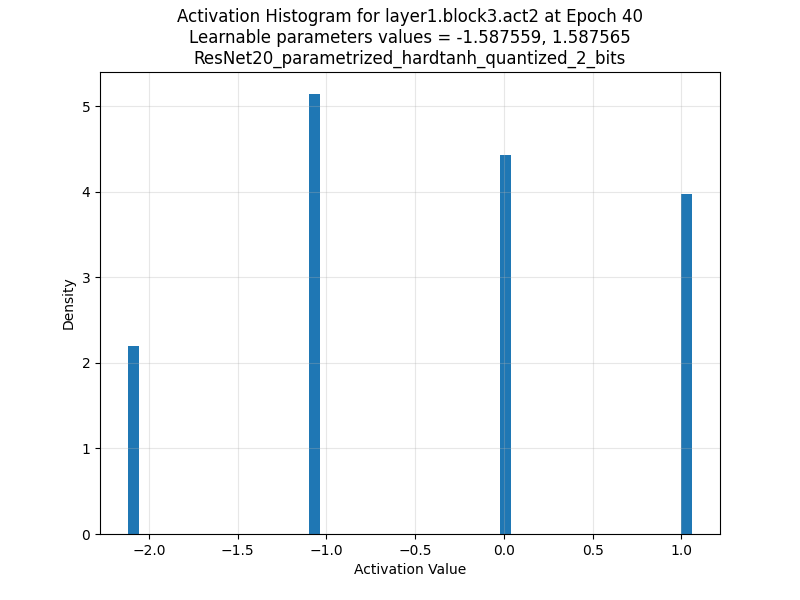 Activation Histogram for layer1.block3.act2 at Epoch 40
Learnable parameters values = -1.587559, 1.587565
ResNet20_parametrized_hardtanh_quantized_2_bits
5
4
3
2
1
0
Density
−2.0 −1.5 −1.0 −0.5 0.0 0.5 1.0
Activation Value